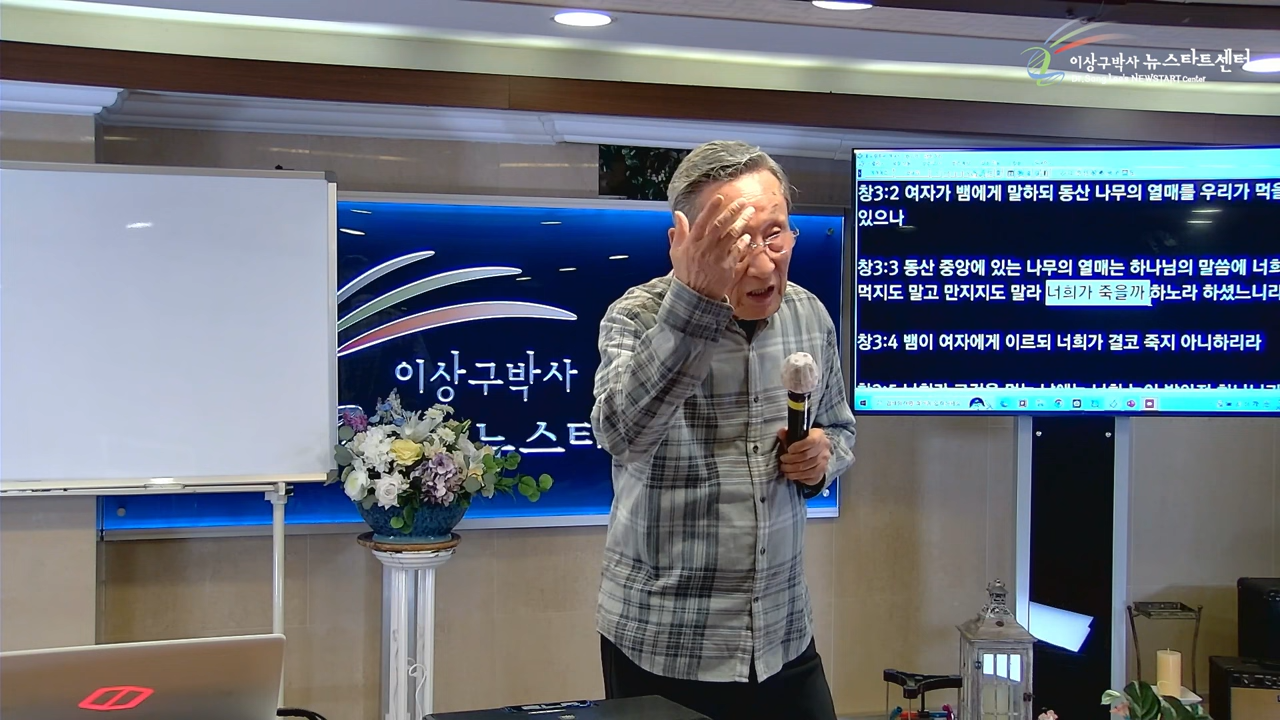 이상구박사 뉴스타트센터
Dr. Sang Lee's NEWSTART Center
이상구박사
뉴스타
창3:2 여자가 뱀에게 말하되 동산 나무의 열매를 우리가 먹을
있으나
창3:3 동산 중앙에 있는 나무의 열매는 하나님의 말씀에 너희
먹지도 말고 만지지도 말라 너희가 죽을까 하노라 하셨느니라
창3:4 뱀이 여자에게 이르되 너희가 결코 죽지 아니하리라